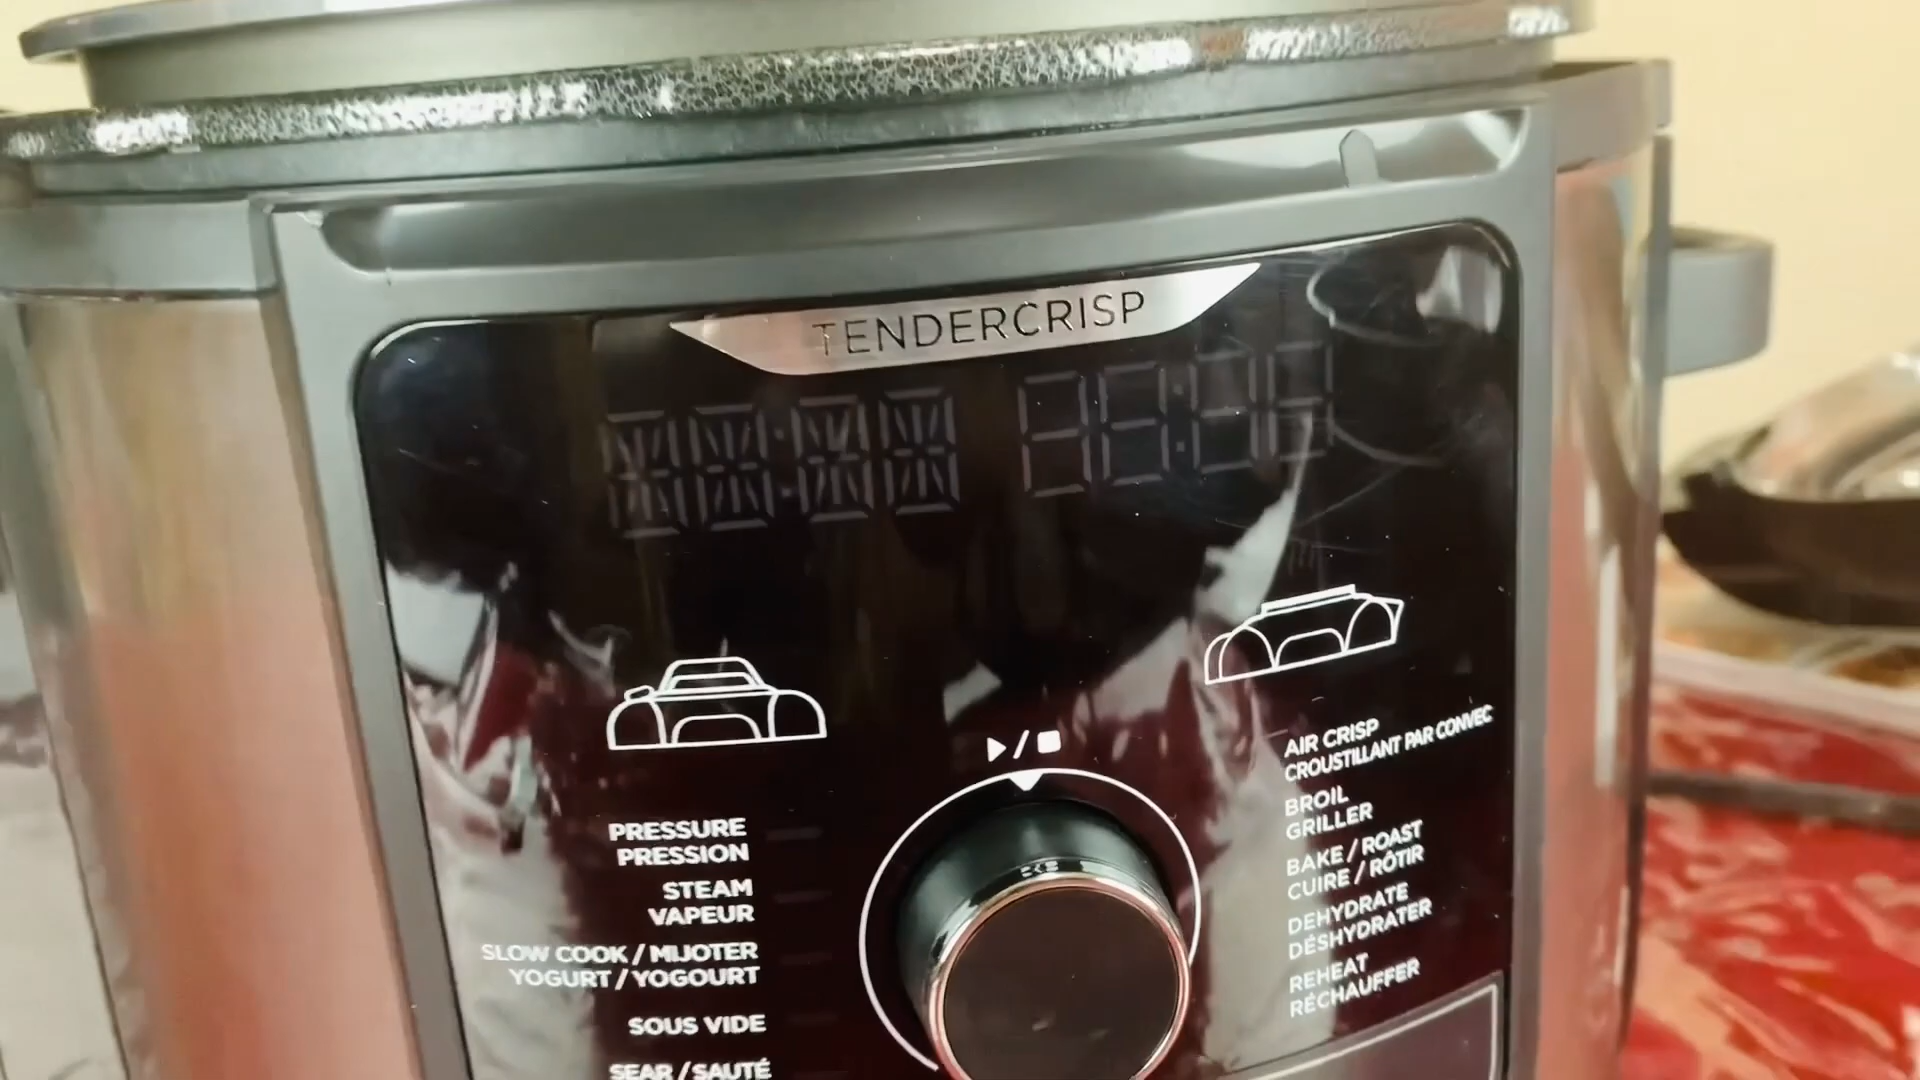 TENDERCRISP
PRESSURE
PRESSION
STEAM
VAPEUR
SLOW COOK / MIJOTER
YOGURT / YOGOURT
SOUS VIDE
SEAR / SAUTÉ
AIR CRISP
CROUSTILLANT PAR CONVEC
BROIL
GRILLER
BAKE / ROAST
CUIRE / RÔTIR
DEHYDRATE
DÉSHYDRATER
REHEAT
RÉCHAUFFER